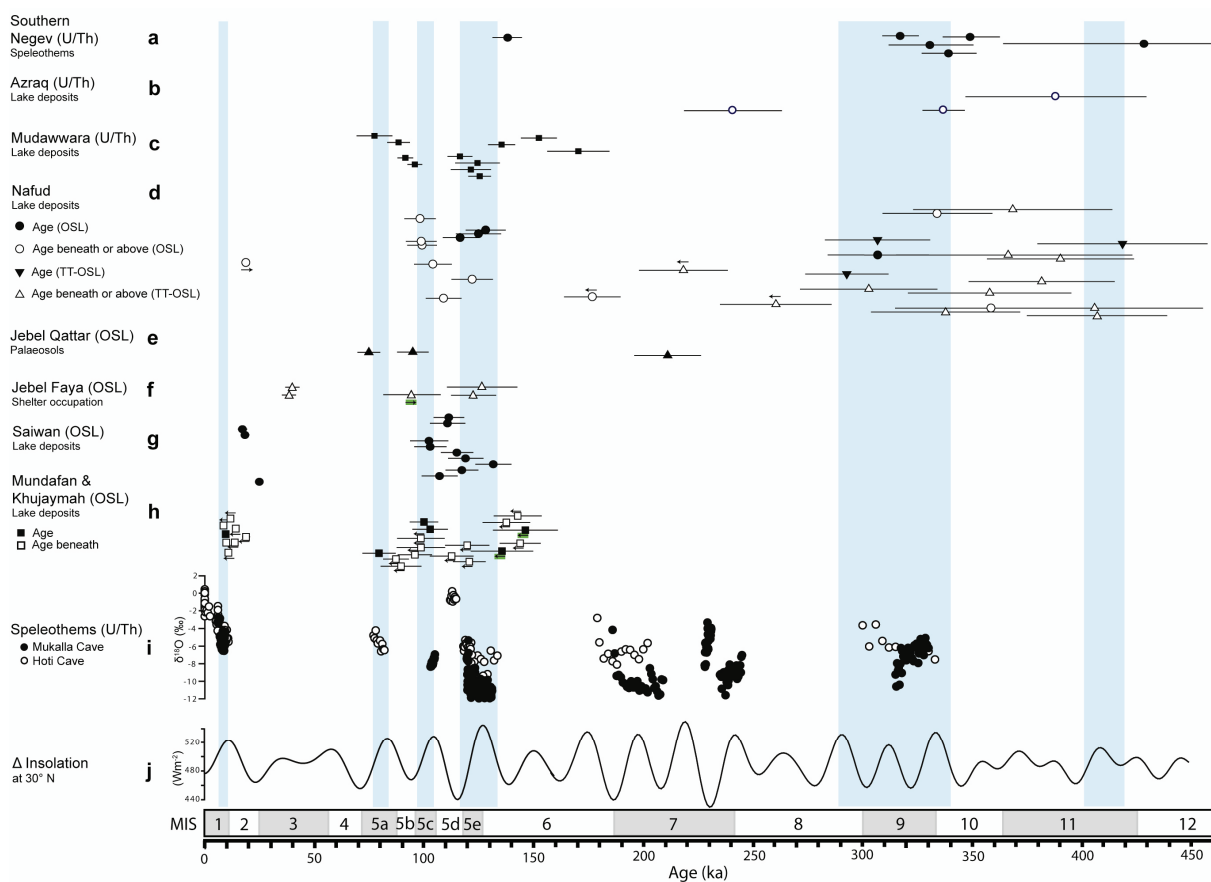 Southern
Negev (U/Th) a
Speleothems
Azraq (U/Th) b
Lake deposits
Mudawwara (U/Th) c
Lake deposits
Nafud d
Lake deposits
Age (OSL)
Age beneath or above (OSL)
Age (TT-OSL)
Age beneath or above (TT-OSL)
Jebel Qattar (OSL) e
Palaeosols
Jebel Faya (OSL) f
Shelter occupation
Saiwan (OSL) g
Lake deposits
Mundafan &
Khujaymah (OSL)
Lake deposits h
Age
Age beneath
2
0
-2
-4
-6
-8
-10
-12
δ18O (‰)
Speleothems (U/Th) i
Mukalla Cave
Hoti Cave
520
480
440
(Wm-2)
Δ Insolation j
at 30° N
MIS 1 2 3 4 5a 5b 5c 5d 5e 6 7 8 9 10 11 12
0 50 100 150 200 250 300 350 400 450
Age (ka)